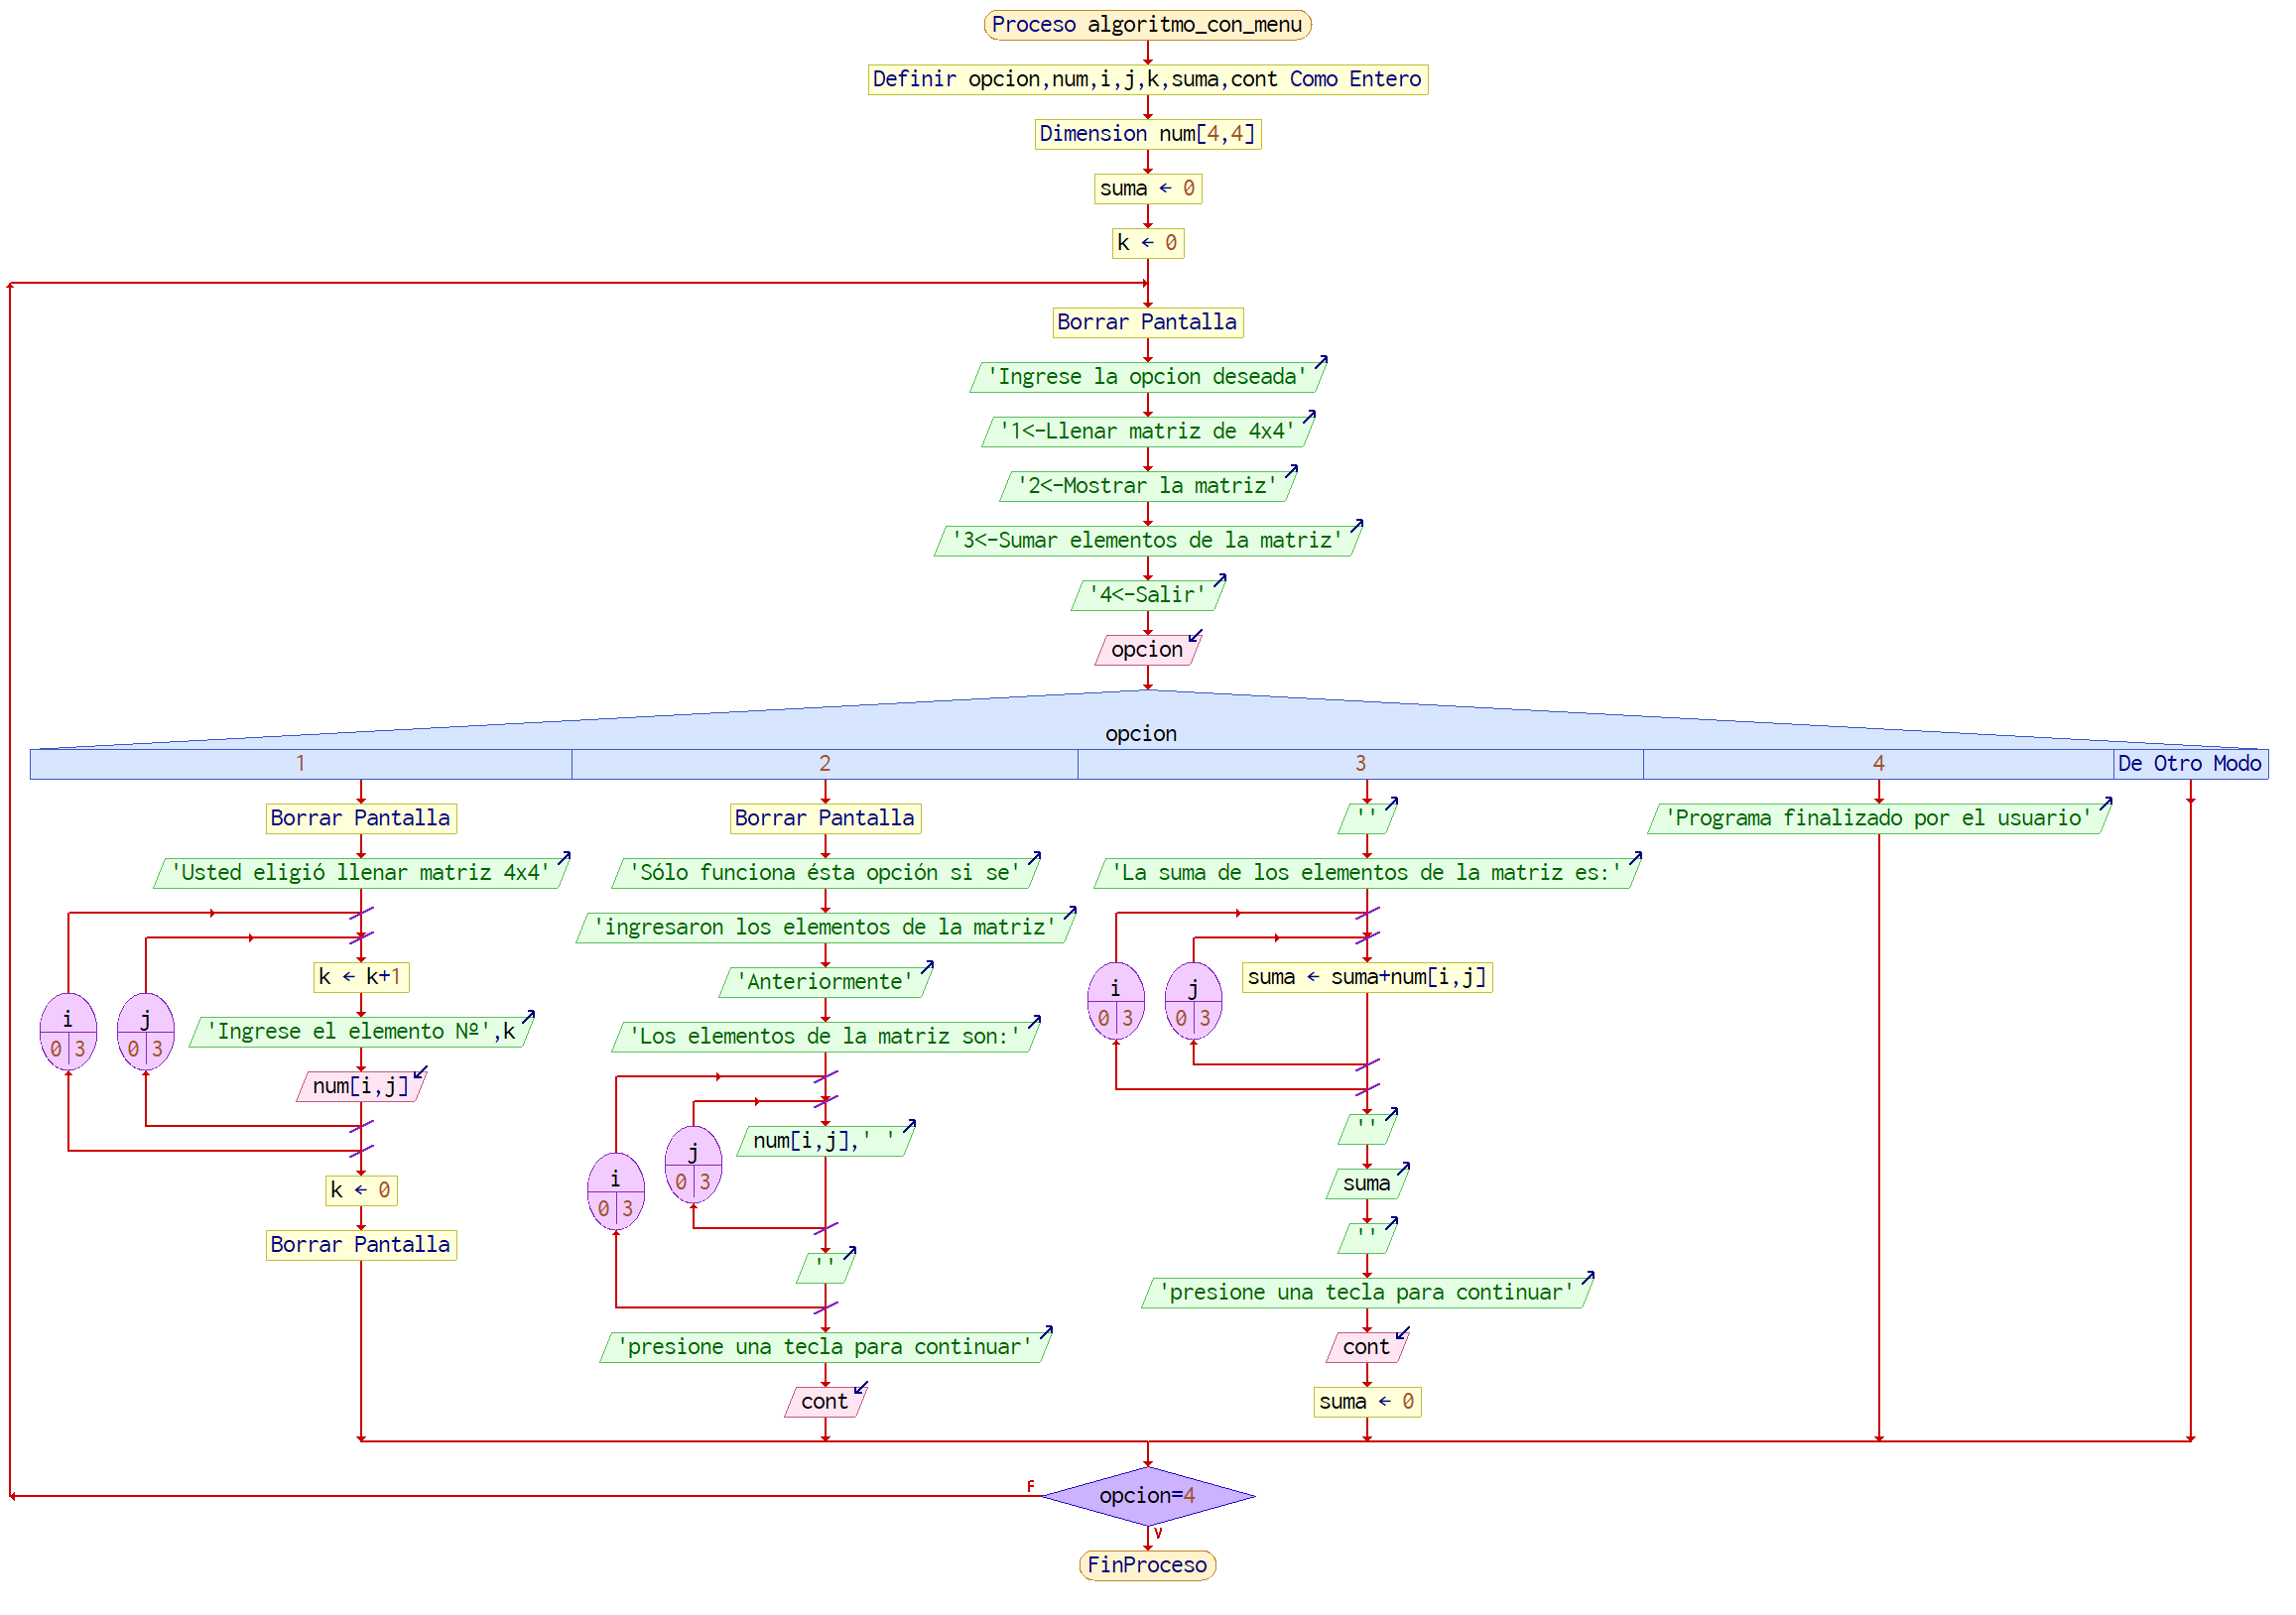 Proceso algoritmo_con_menu
Definir opcion,num,i,j,k,suma,cont Como Entero
Dimension num[4,4]
suma ← 0
k ← 0
Borrar Pantalla
'Ingrese la opcion deseada'
'1<-Llenar matriz de 4x4'
'2<-Mostrar la matriz'
'3<-Sumar elementos de la matriz'
'4<-Salir'
opcion
opcion
1
2
3
4
De Otro Modo
Borrar Pantalla
'Usted eligió llenar matriz 4x4'
i
0 3
j
0 3
k ← k+1
'Ingrese el elemento Nº',k
num[i,j]
k ← 0
Borrar Pantalla
Borrar Pantalla
'Sólo funciona ésta opción si se'
'ingresaron los elementos de la matriz'
'Anteriormente'
'Los elementos de la matriz son:'
i
0 3
j
0 3
num[i,j],' '
''
'presione una tecla para continuar'
cont
''
'La suma de los elementos de la matriz es:'
i
0 3
j
0 3
suma ← suma+num[i,j]
''
suma
''
'presione una tecla para continuar'
cont
suma ← 0
'Programa finalizado por el usuario'
F
opcion=4
V
FinProceso